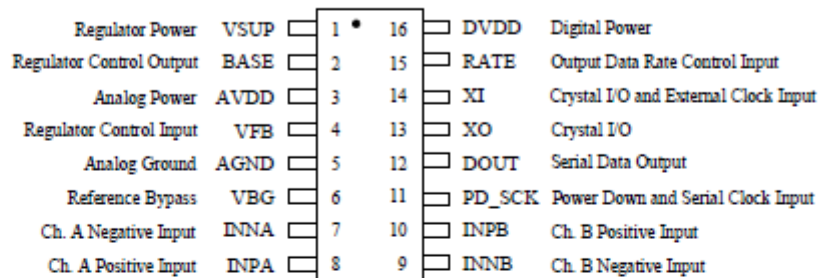 Regulator Power VSUP 1 16 DVDD Digital Power
Regulator Control Output BASE 2 15 RATE Output Data Rate Control Input
Analog Power AVDD 3 14 XI Crystal I/O and External Clock Input
Regulator Control Input VFB 4 13 XO Crystal I/O
Analog Ground AGND 5 12 DOUT Serial Data Output
Reference Bypass VBG 6 11 PD_SCK Power Down and Serial Clock Input
Ch. A Negative Input INNA 7 10 INPB Ch. B Positive Input
Ch. A Positive Input INPA 8 9 INNB Ch. B Negative Input